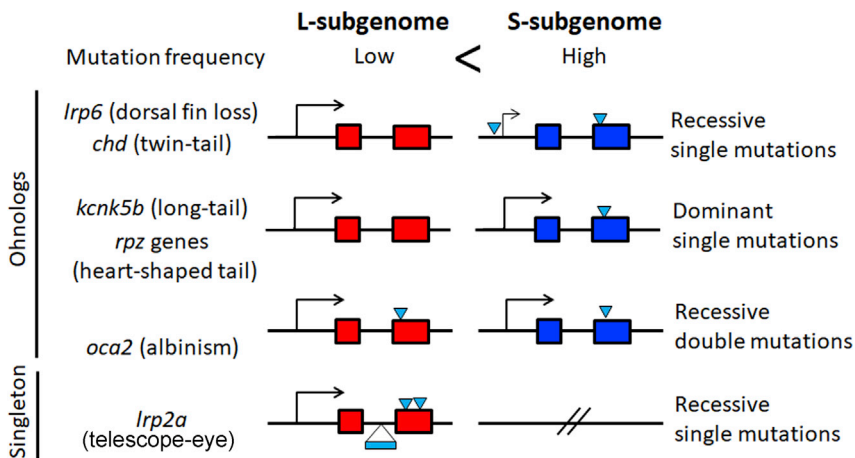 L-subgenome S-subgenome
Mutation frequency Low < High
Ohnologs
lrp6 (dorsal fin loss)
chd (twin-tail)
Recessive
single mutations
kcnk5b (long-tail)
rpz genes
(heart-shaped tail)
Dominant
single mutations
oca2 (albinism)
Recessive
double mutations
Singleton
lrp2a
(telescope-eye)
Recessive
single mutations